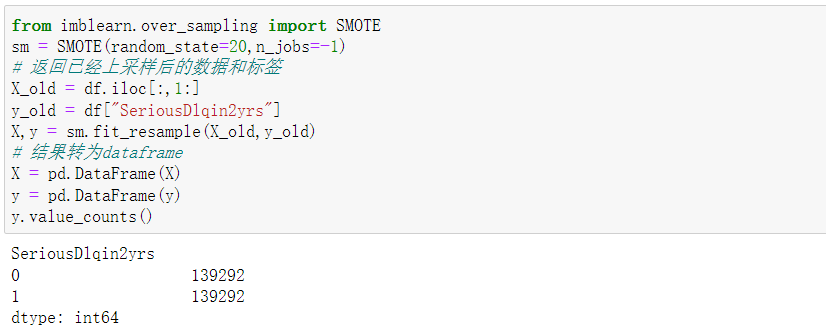 from imblearn.over_sampling import SMOTE
sm = SMOTE(random_state=20,n_jobs=-1)
# 返回已经上采样后的数据和标签
X_old = df.iloc[:,1:]
y_old = df["SeriousDlqin2yrs"]
X,y = sm.fit_resample(X_old,y_old)
# 结果转为dataframe
X = pd.DataFrame(X)
y = pd.DataFrame(y)
y.value_counts()
SeriousDlqin2yrs
0 139292
1 139292
dtype: int64